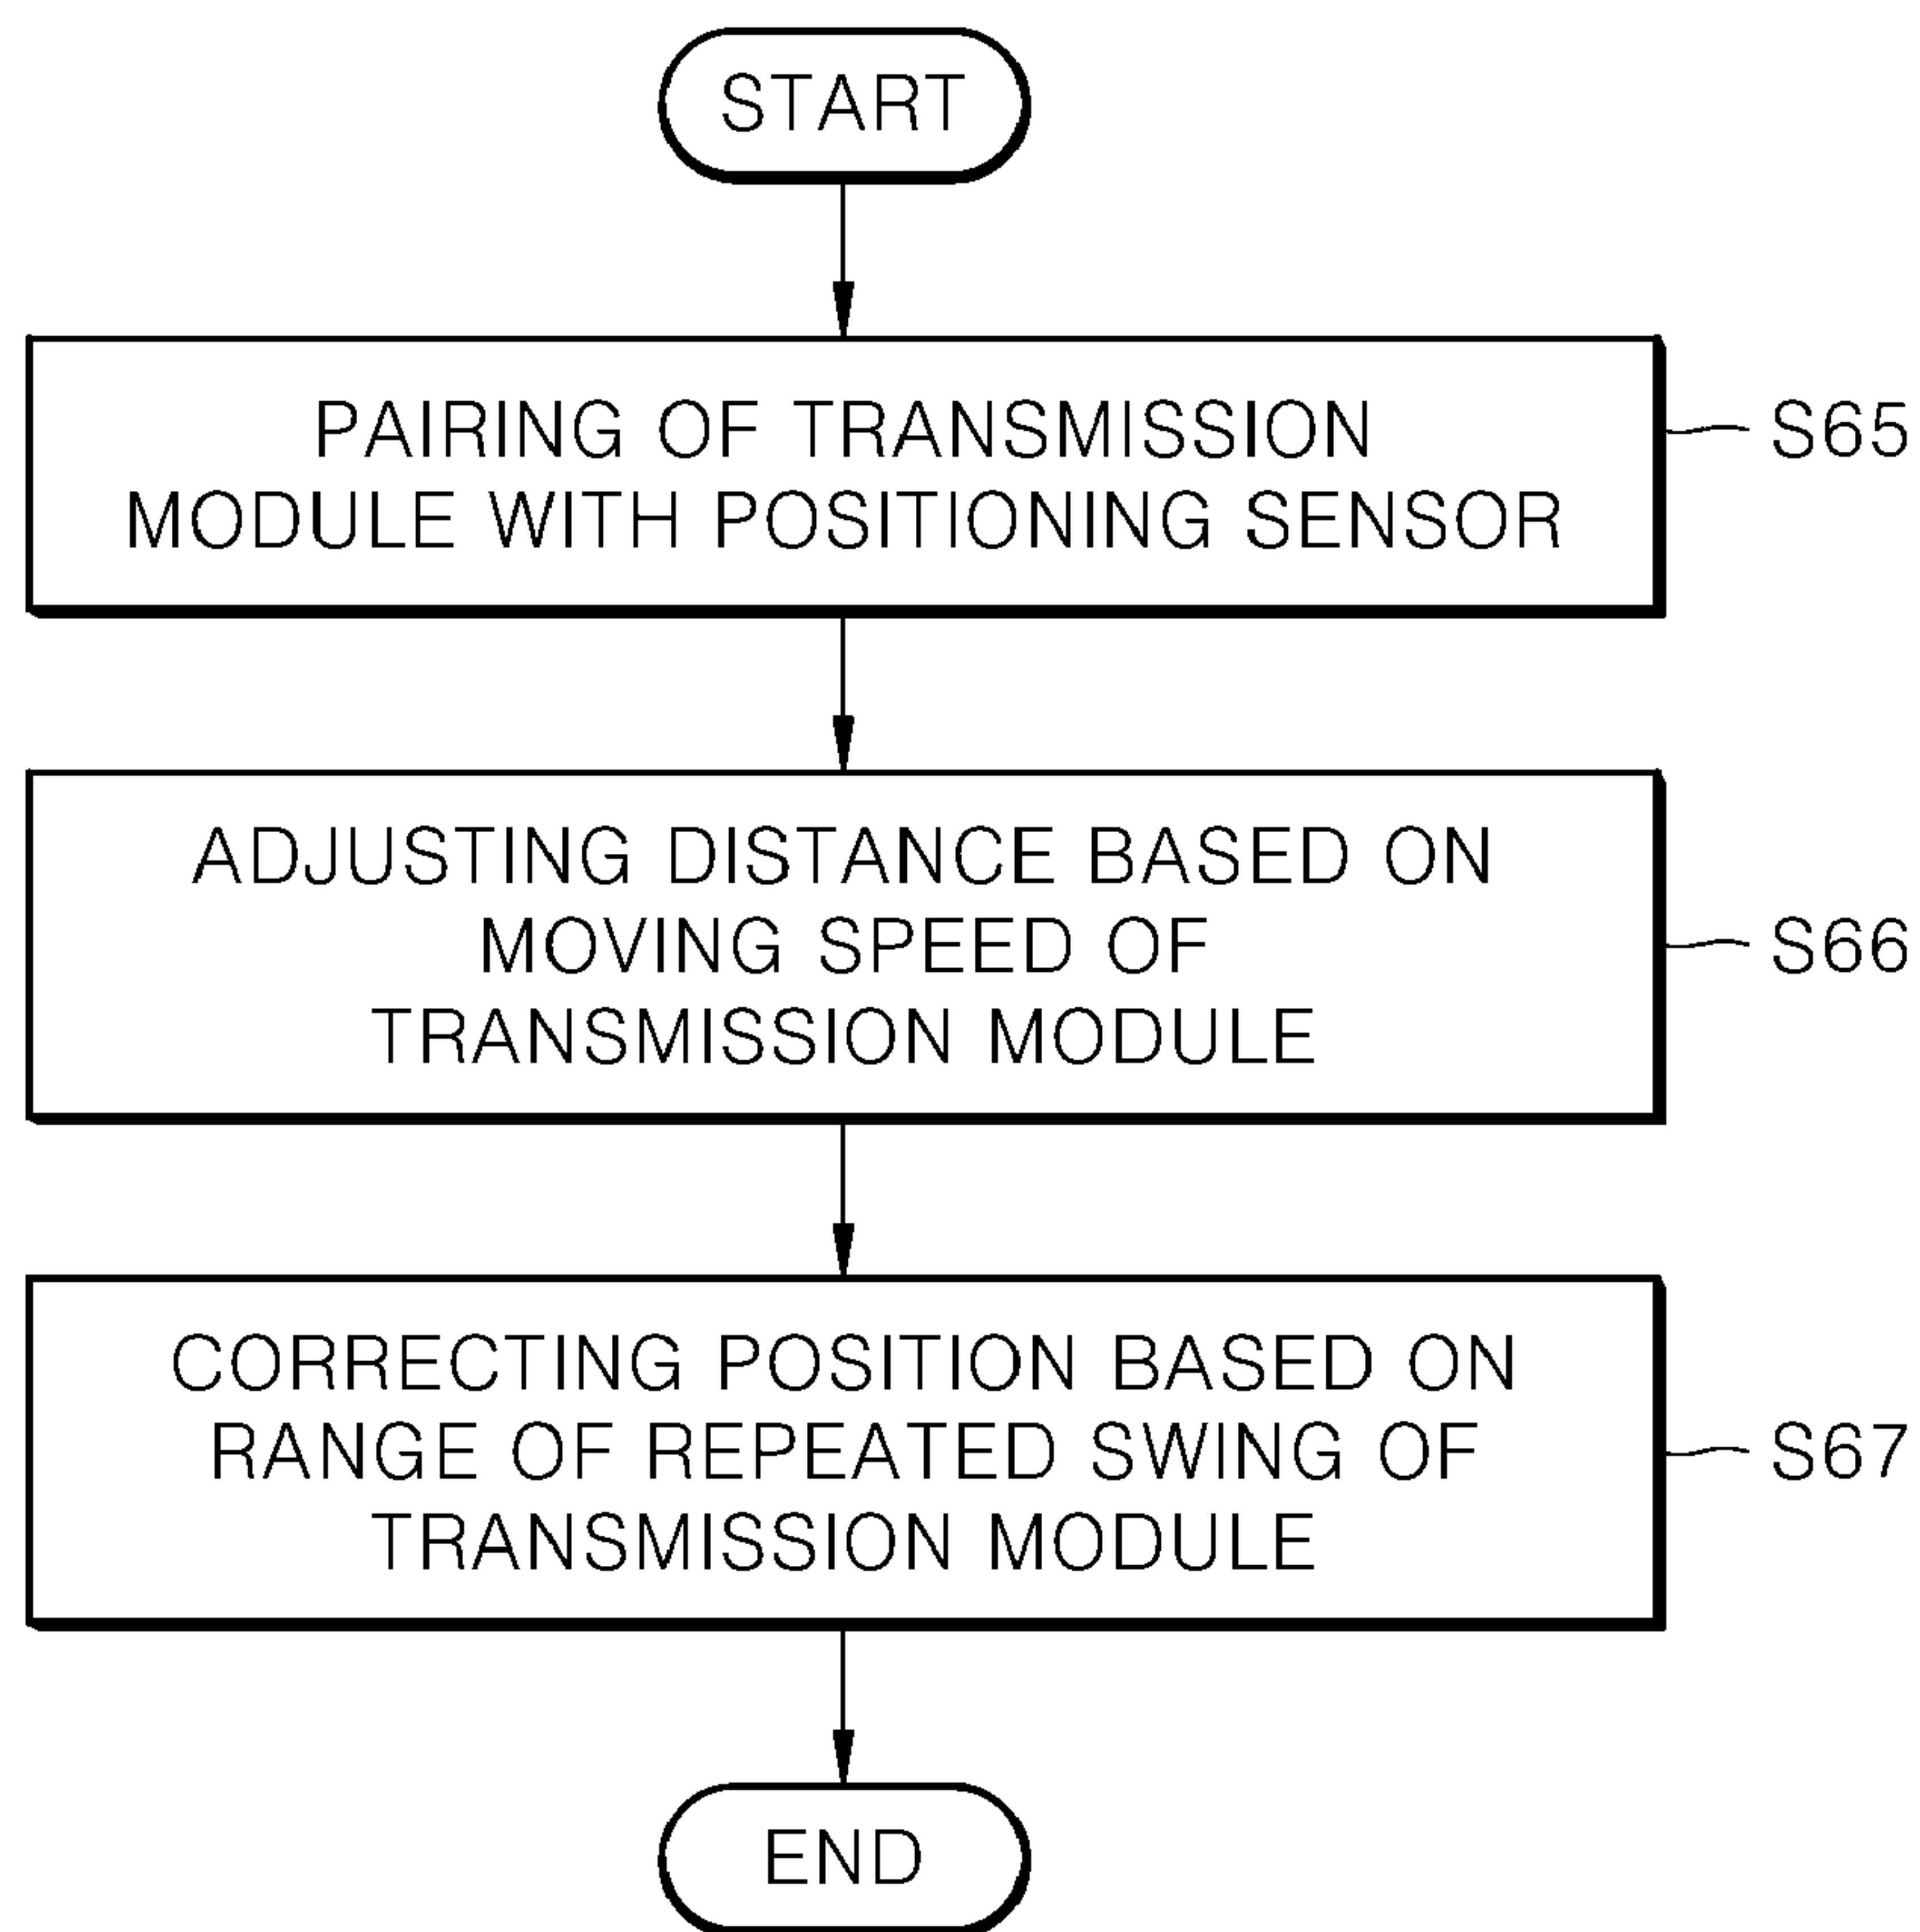 START
PAIRING OF TRANSMISSION
MODULE WITH POSITIONING SENSOR
S65
ADJUSTING DISTANCE BASED ON
MOVING SPEED OF
TRANSMISSION MODULE
S66
CORRECTING POSITION BASED ON
RANGE OF REPEATED SWING OF
TRANSMISSION MODULE
S67
END